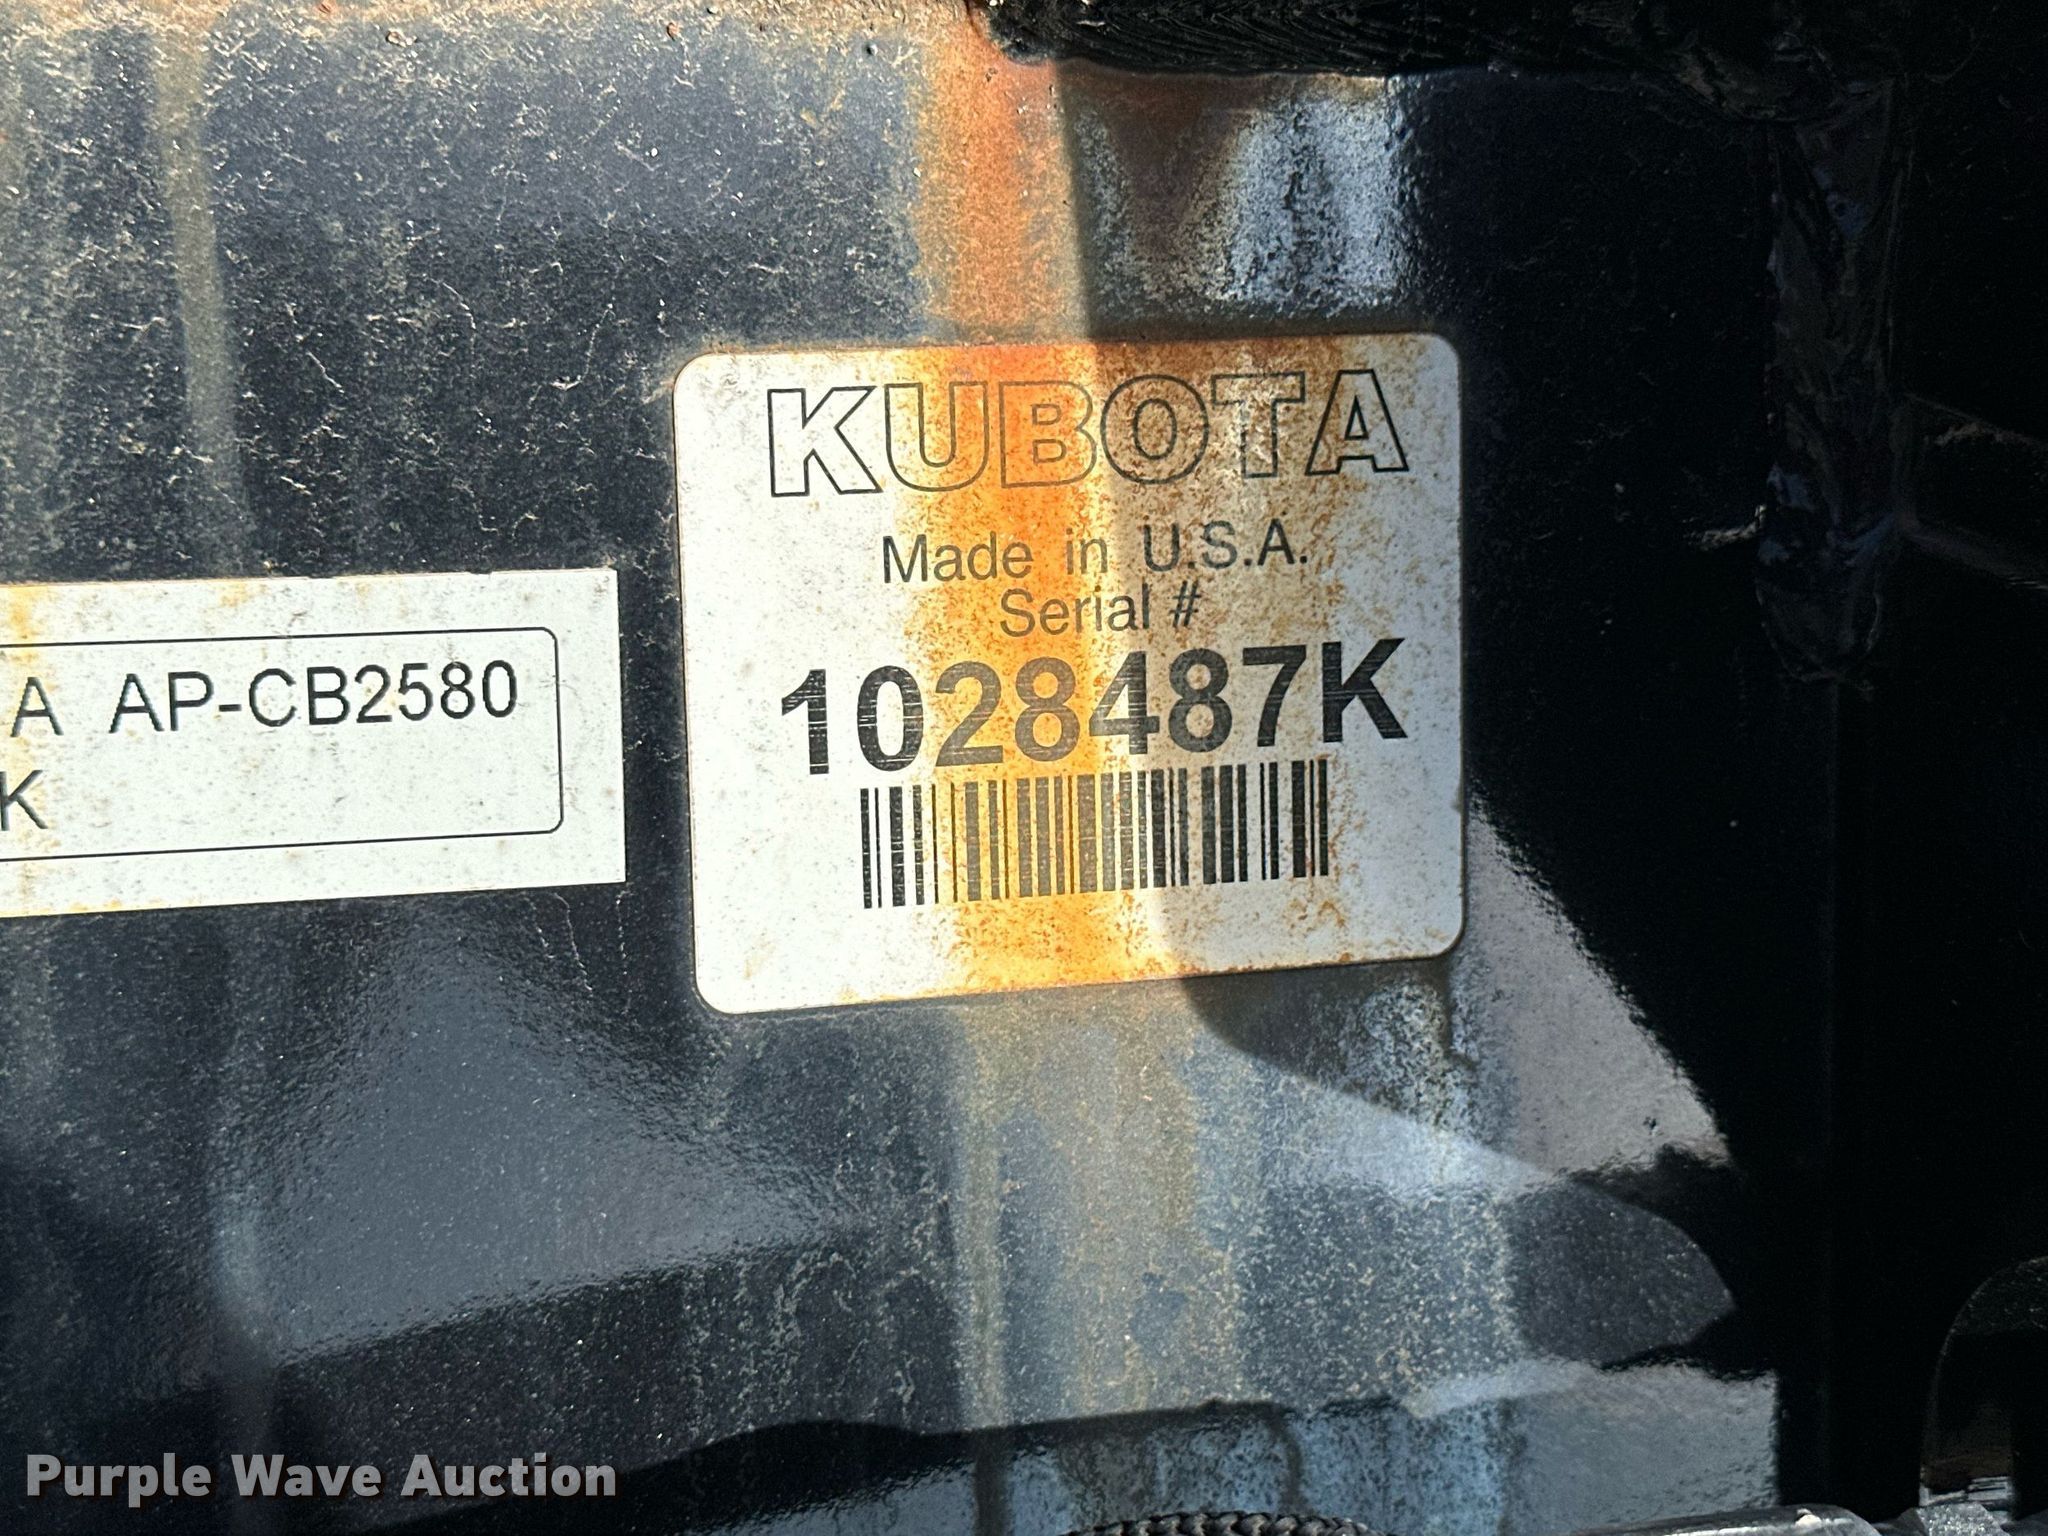 KUBOTA
Made in U.S.A.
Serial #
1028487K
A AP-CB2580
K
Purple Wave Auction